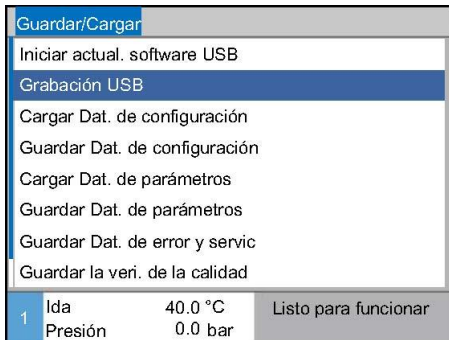 Guardar/Cargar
Iniciar actual. software USB
Grabación USB
Cargar Dat. de configuración
Guardar Dat. de configuración
Cargar Dat. de parámetros
Guardar Dat. de parámetros
Guardar Dat. de error y servic
Guardar la veri. de la calidad
1 Ida 40.0 °C Listo para funcionar
Presión 0.0 bar